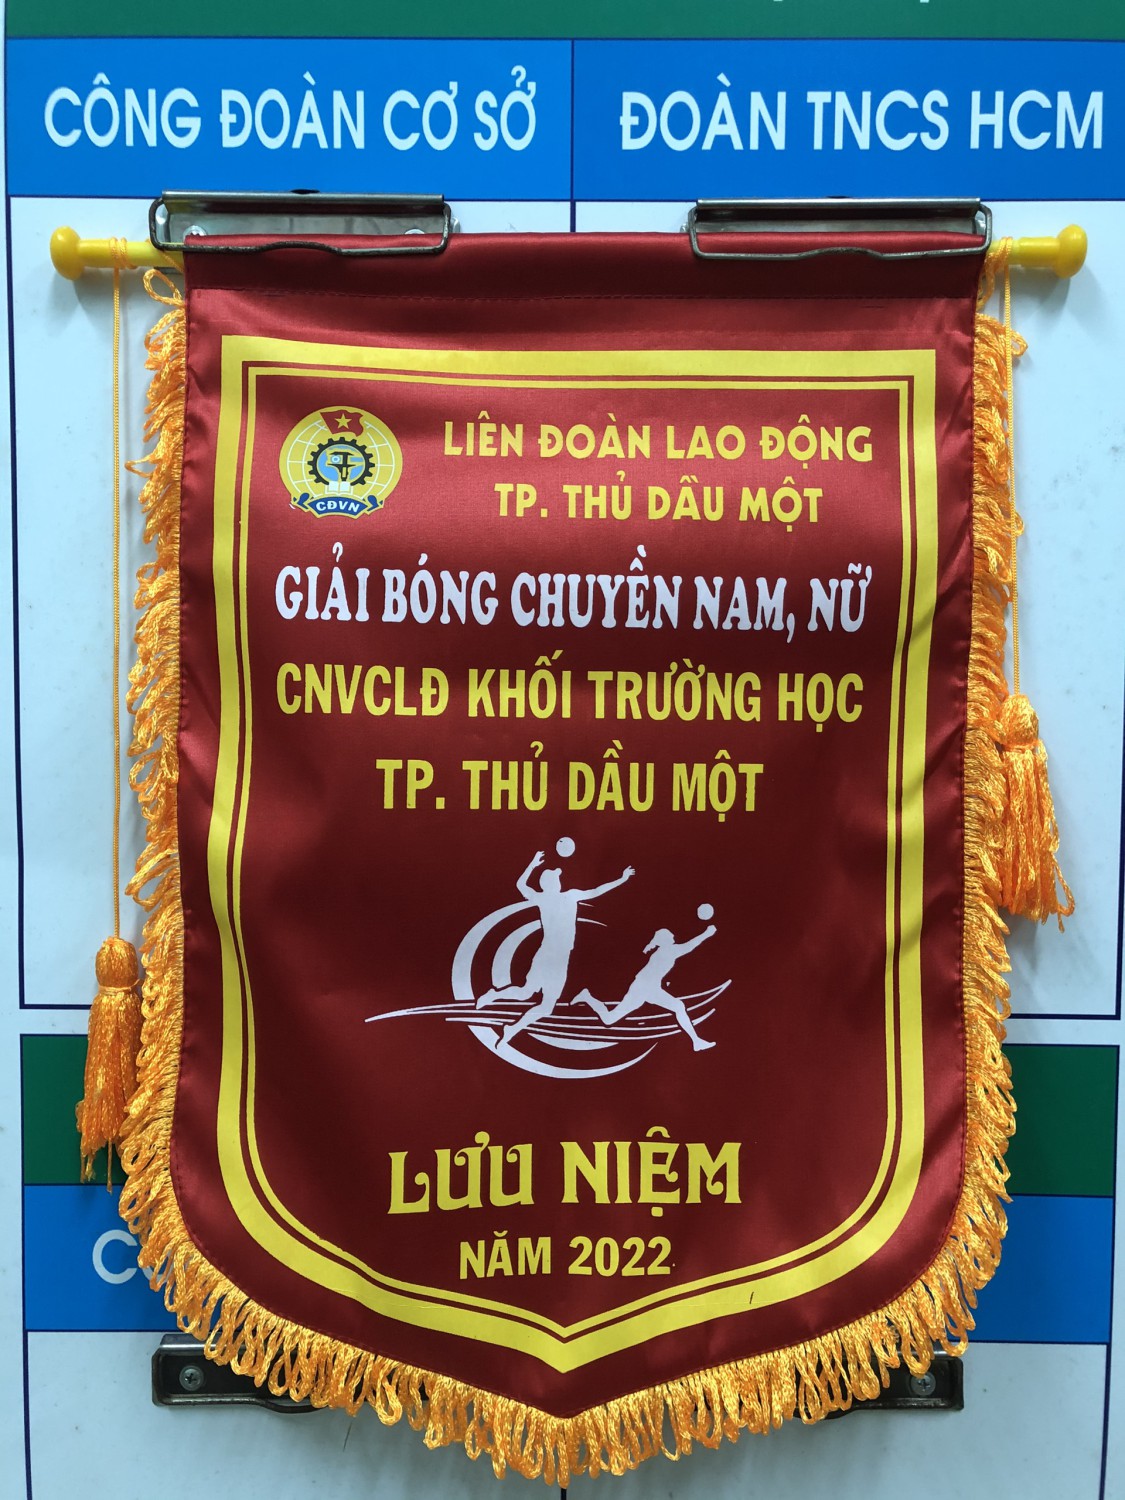 CÔNG ĐOÀN CƠ SỞ
ĐOÀN TNCS HCM
LIÊN ĐOÀN LAO ĐỘNG
TP. THỦ DẦU MỘT
CĐVN
GIẢI BÓNG CHUYỀN NAM, NỮ
CNVCLĐ KHỐI TRƯỜNG HỌC
TP. THỦ DẦU MỘT
LƯU NIỆM
NĂM 2022